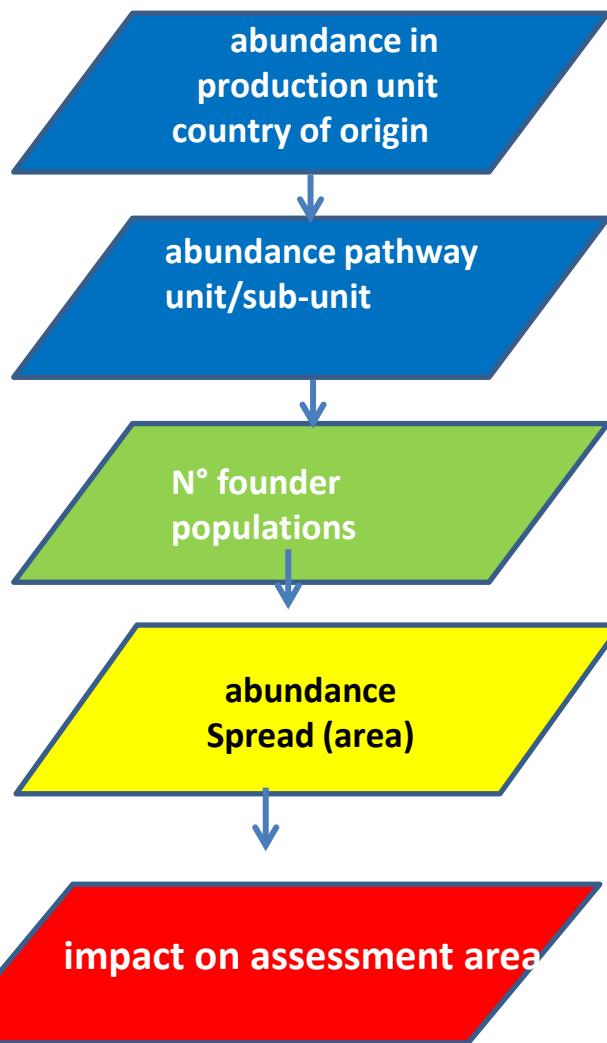 abundance in
production unit
country of origin
abundance pathway
unit/sub-unit
N° founder
populations
abundance
Spread (area)
impact on assessment area